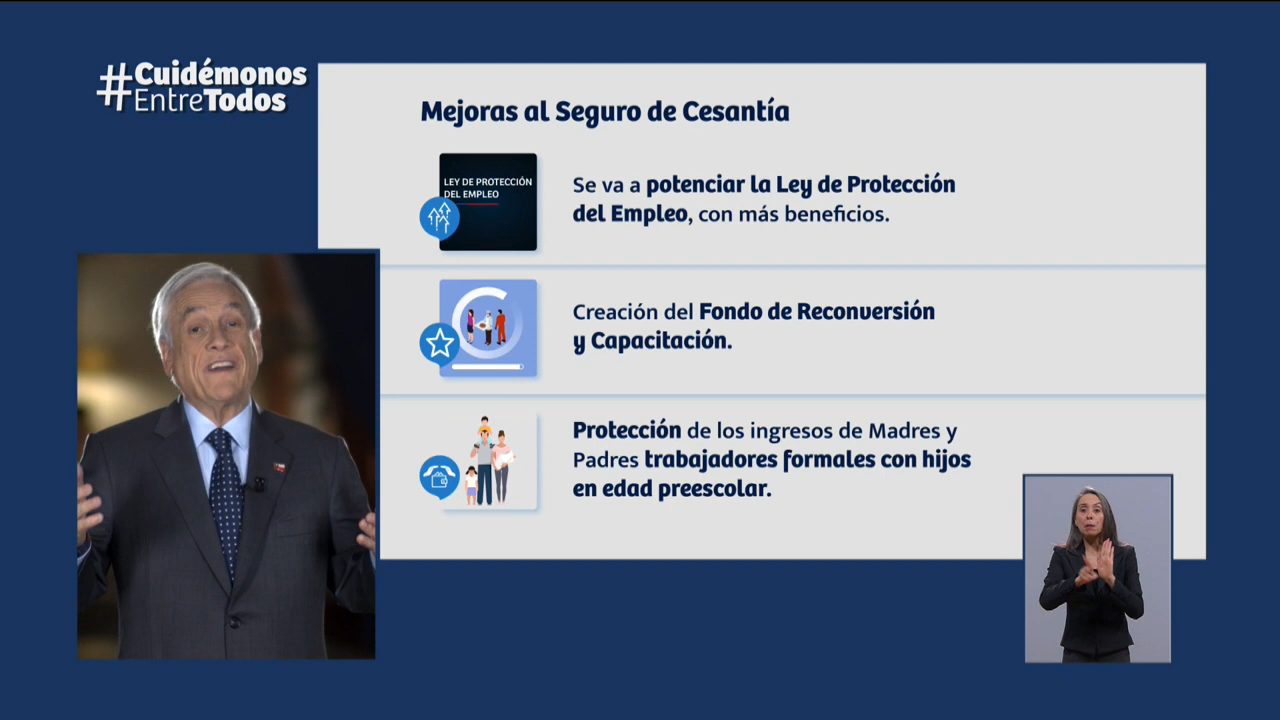 #Cuidémonos
EntreTodos
Mejoras al Seguro de Cesantía
LEY DE PROTECCIÓN
DEL EMPLEO
Se va a potenciar la Ley de Protección
del Empleo, con más beneficios.
Creación del Fondo de Reconversión
y Capacitación.
Protección de los ingresos de Madres y
Padres trabajadores formales con hijos
en edad preescolar.